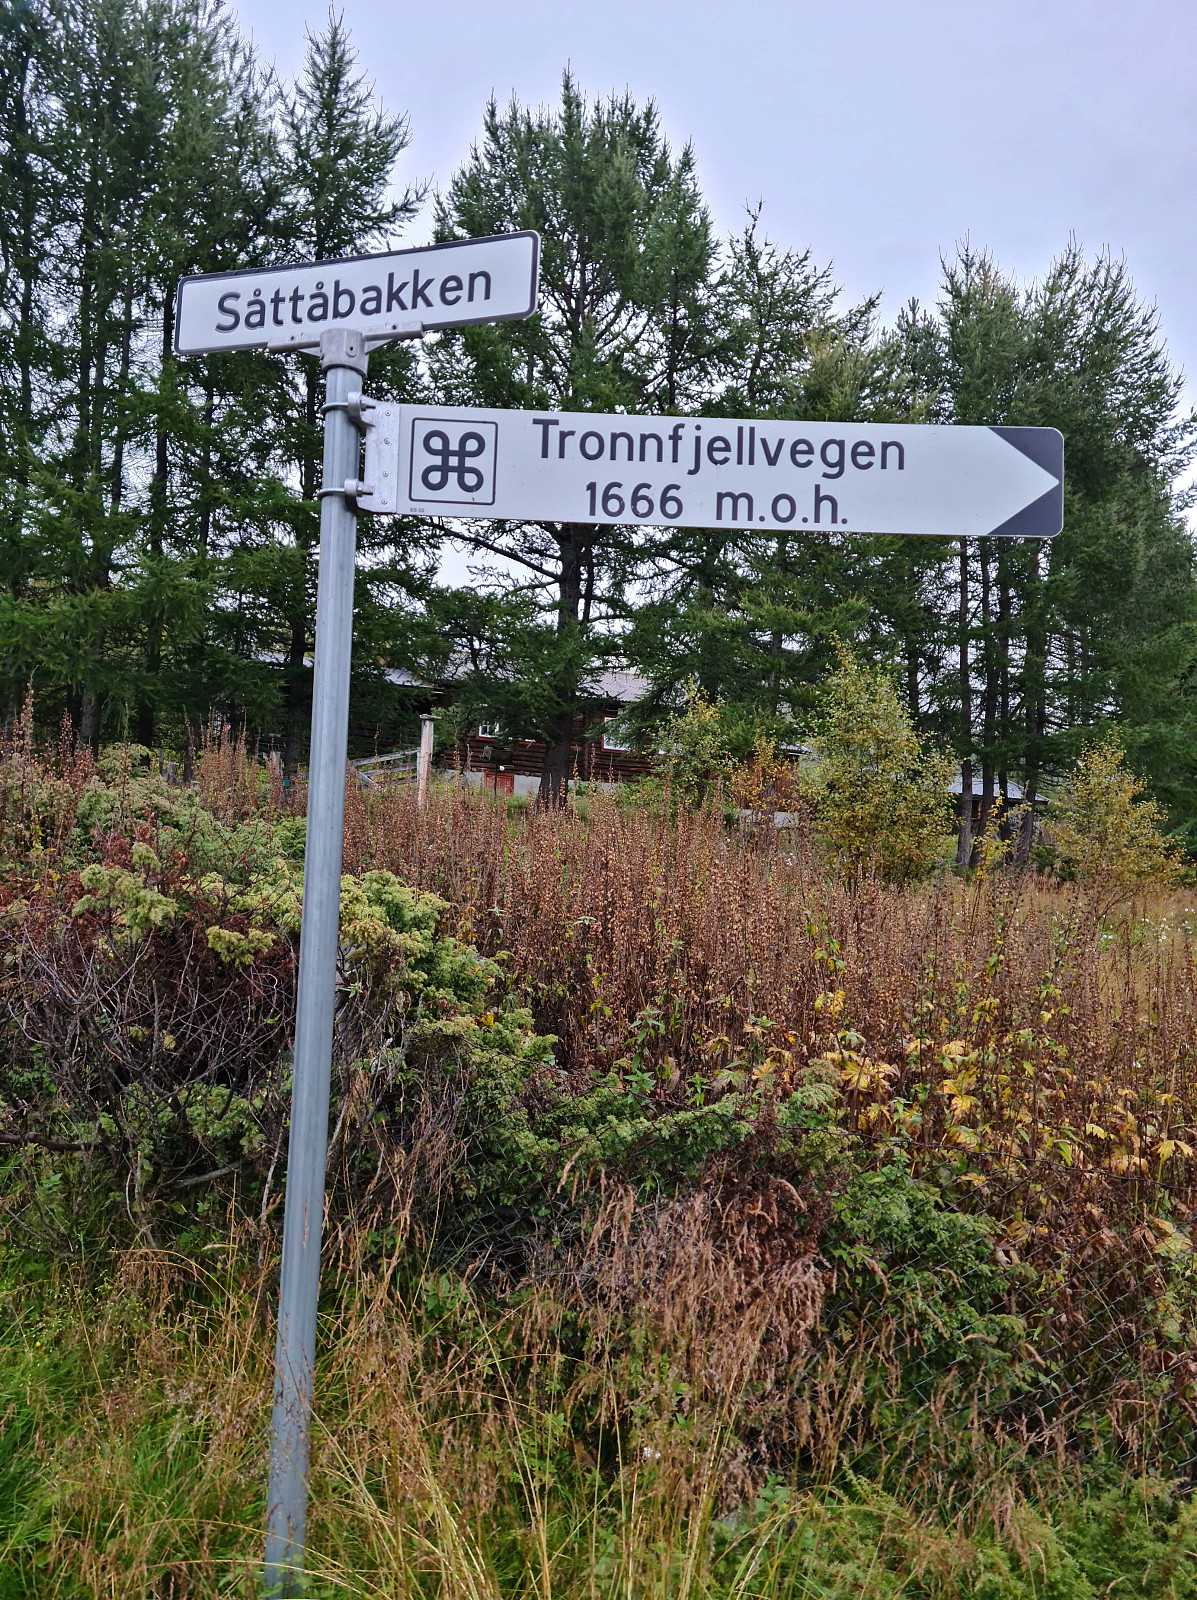 Såttåbakken
Tronnfjellvegen
1666 m.o.h.